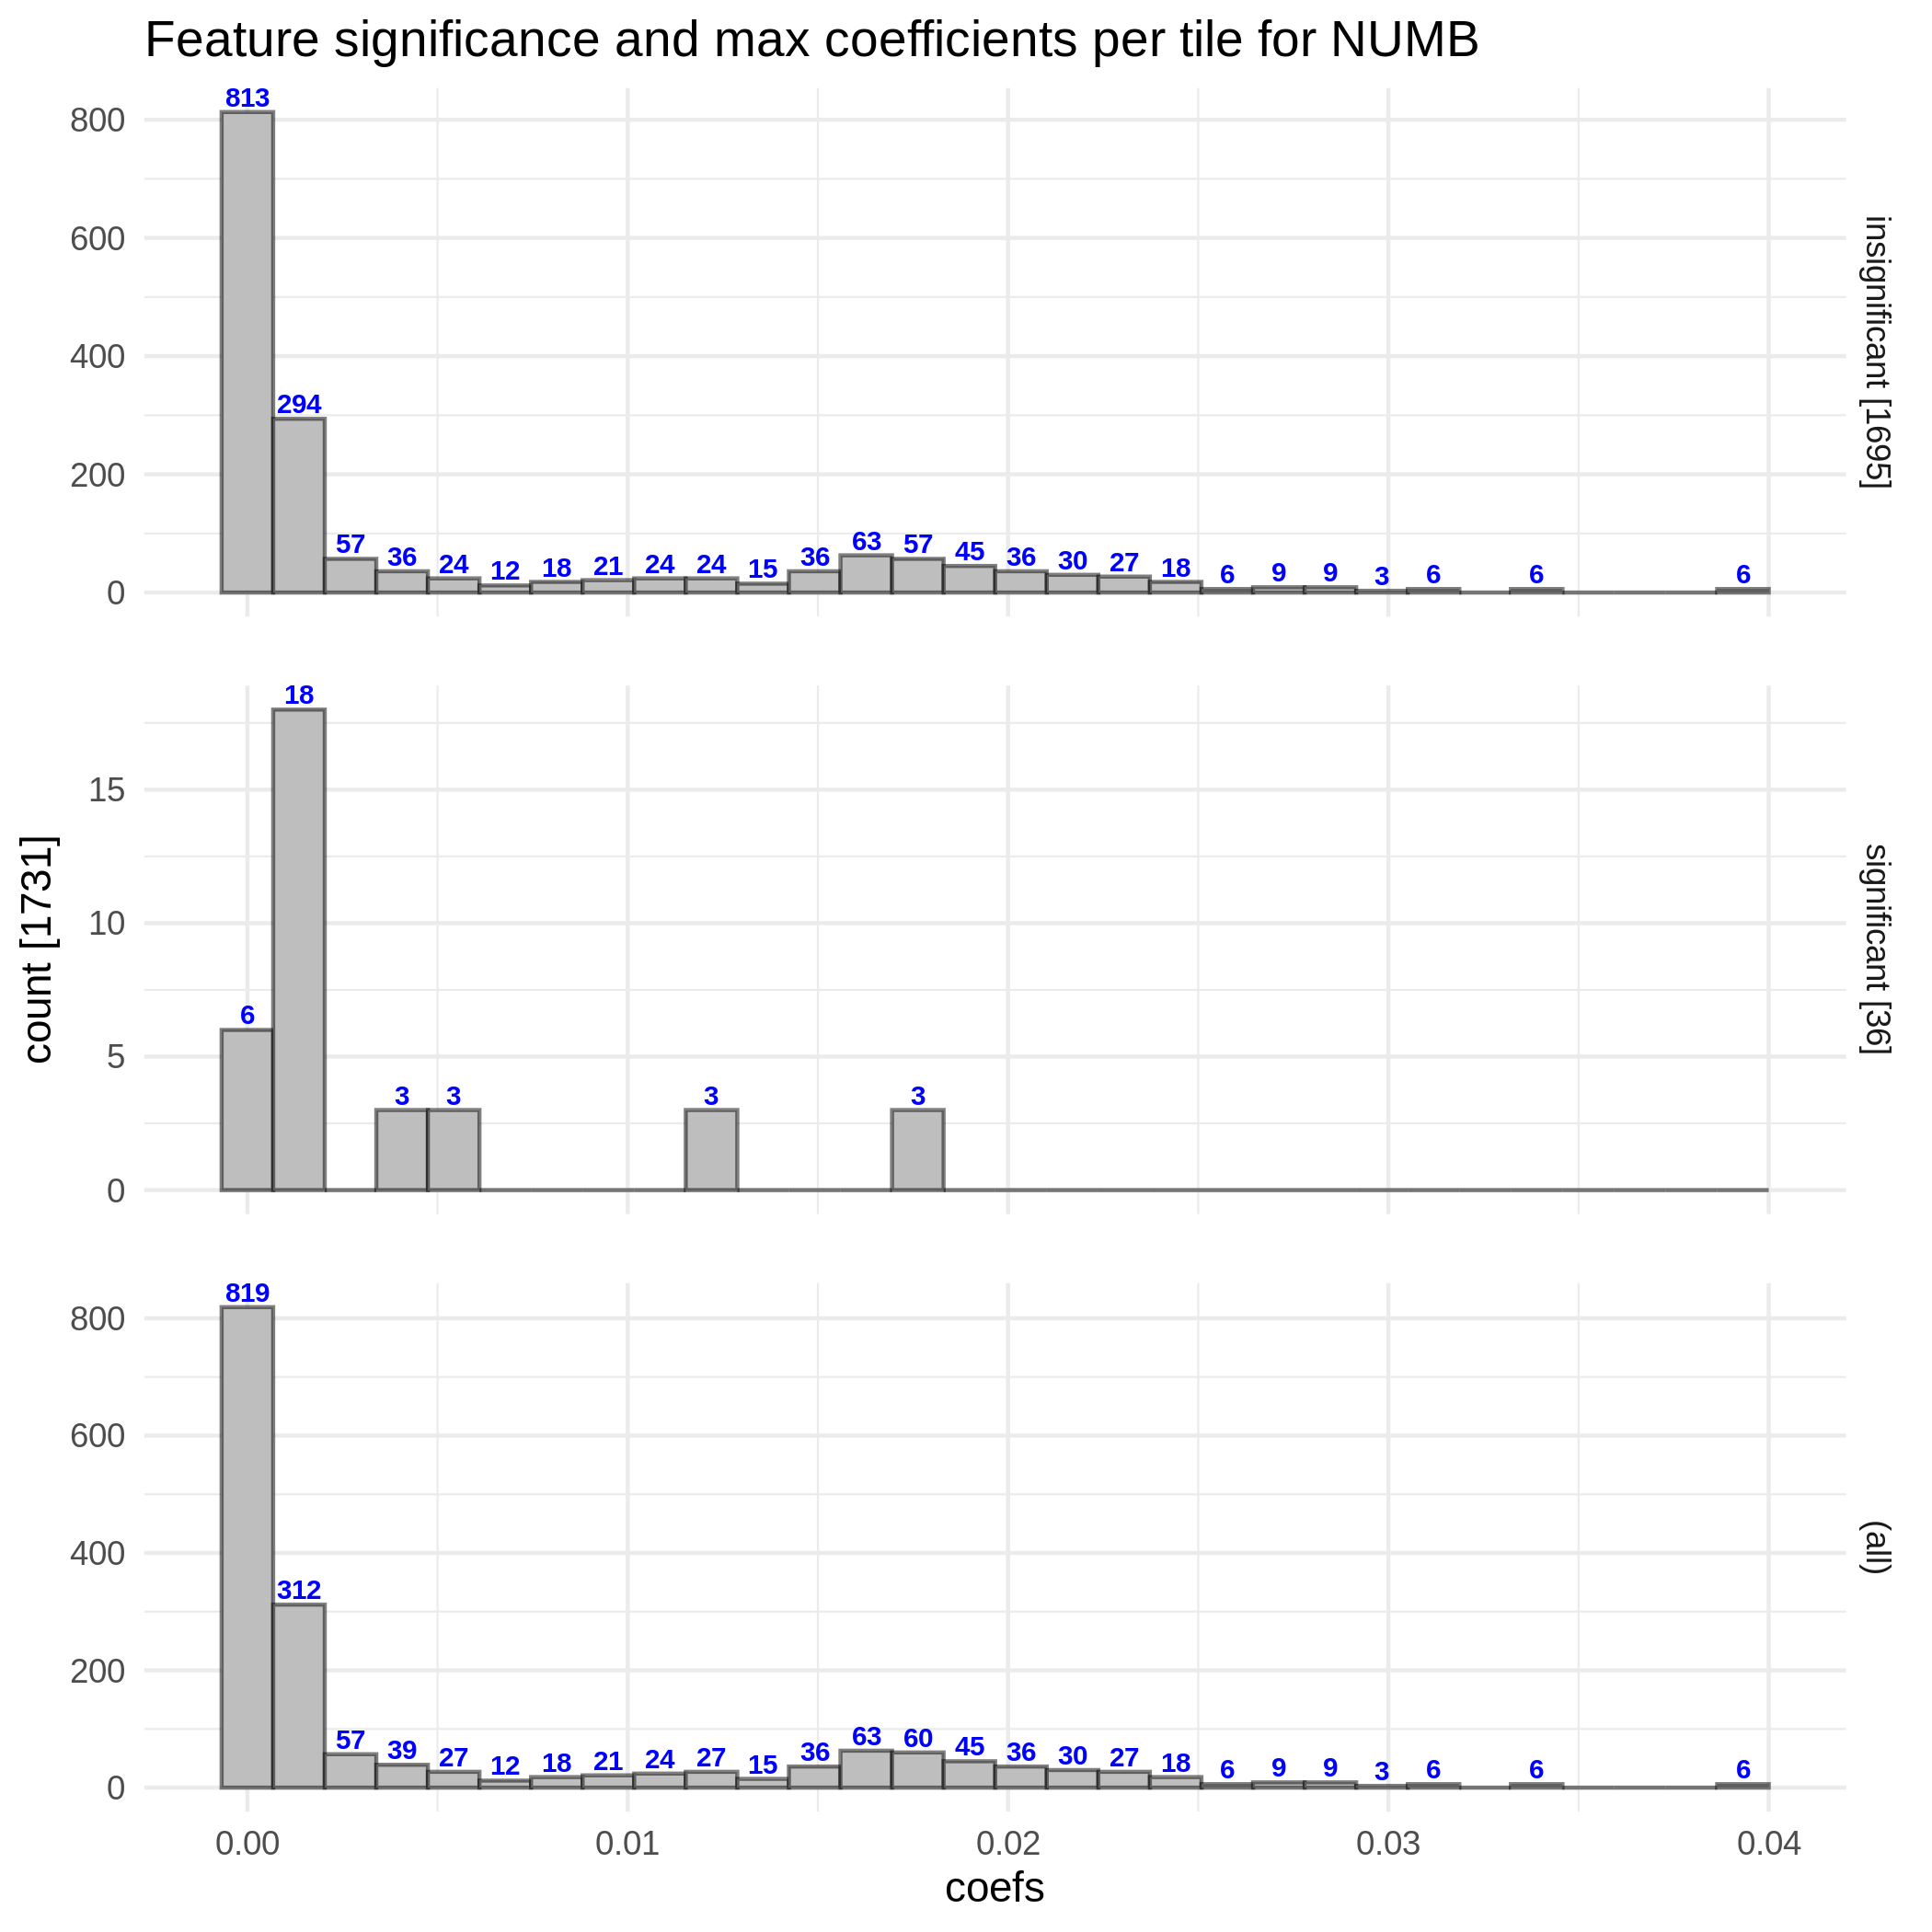 Feature significance and max coefficients per tile for NUMB
813
800
600
400
294
200
57 36 24 12 18 21 24 24 15 36 63 57 45 36 30 27 18 6 9 9 3 6 6 6
0
insignificant [1695]
18
15
10
6
5
3 3 3 3
0
significant [36]
count [1731]
819
800
600
400
312
200
57 39 27 12 18 21 24 27 15 36 63 60 45 36 30 27 18 6 9 9 3 6 6 6
0
(all)
0.00 0.01 0.02 0.03 0.04
coefs